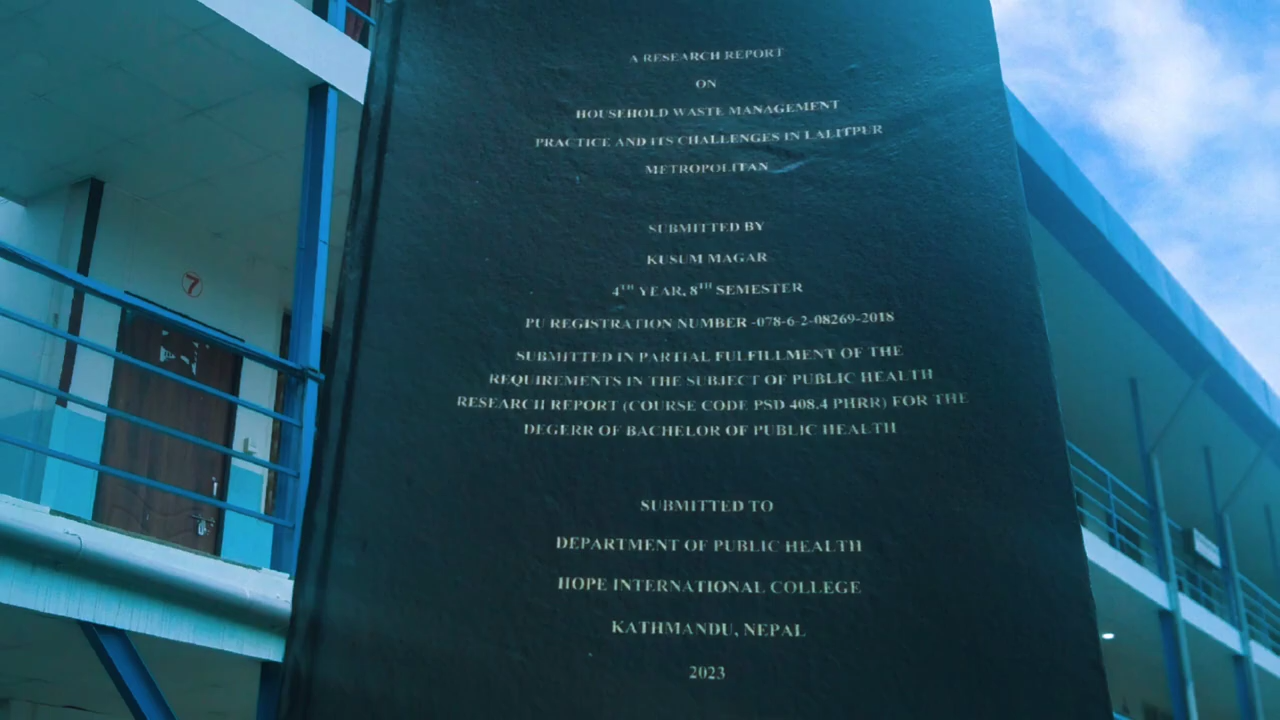 A RESEARCH REPORT
ON
HOUSEHOLD WASTE MANAGEMENT
PRACTICE AND ITS CHALLENGES IN LALITPUR
METROPOLITAN
SUBMITTED BY
KUSUM MAGAR
4TH YEAR, 8TH SEMESTER
PU REGISTRATION NUMBER -078-6-2-08269-2018
SUBMITTED IN PARTIAL FULFILLMENT OF THE
REQUIREMENTS IN THE SUBJECT OF PUBLIC HEALTH
RESEARCH REPORT (COURSE CODE PSD 408.4 PHRR) FOR THE
DEGERR OF BACHELOR OF PUBLIC HEALTH
SUBMITTED TO
DEPARTMENT OF PUBLIC HEALTH
HOPE INTERNATIONAL COLLEGE
KATHMANDU, NEPAL
2023
7